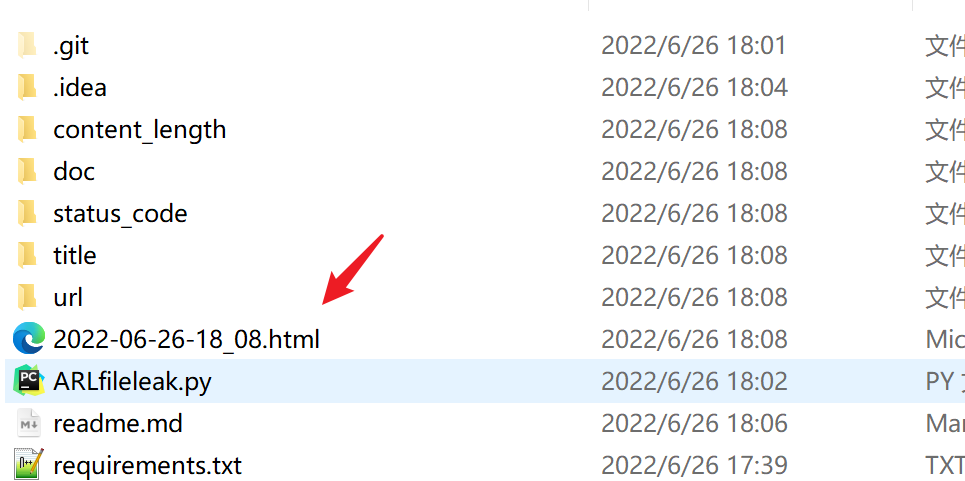 .git 2022/6/26 18:01 文件
.idea 2022/6/26 18:04 文件
content_length 2022/6/26 18:08 文件
doc 2022/6/26 18:08 文件
status_code 2022/6/26 18:08 文件
title 2022/6/26 18:08 文件
url 2022/6/26 18:08 文件
2022-06-26-18_08.html 2022/6/26 18:08 Mic
PC ARLfileleak.py 2022/6/26 18:02 PY
M↓ readme.md 2022/6/26 18:06 Mar
requirements.txt 2022/6/26 17:39 TXT